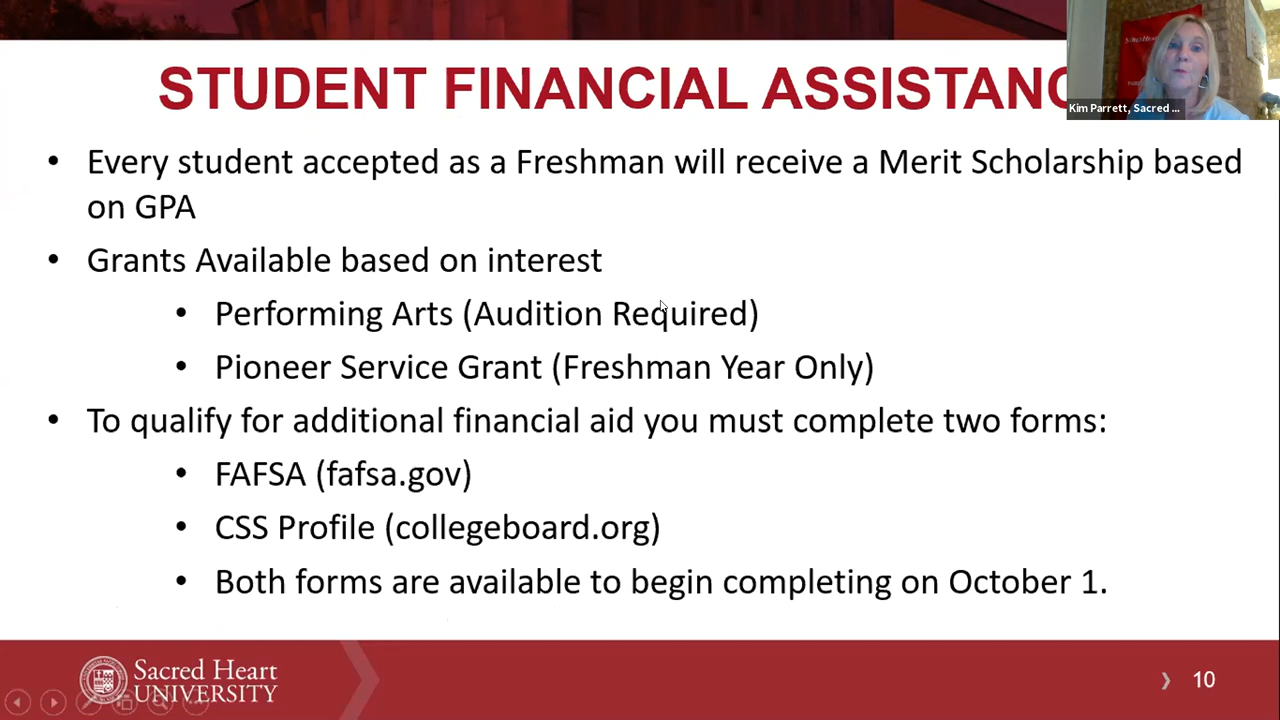 STUDENT FINANCIAL ASSISTANC
Kim Parrett, Sacred ...
• Every student accepted as a Freshman will receive a Merit Scholarship based
on GPA
• Grants Available based on interest
• Performing Arts (Audition Required)
• Pioneer Service Grant (Freshman Year Only)
• To qualify for additional financial aid you must complete two forms:
• FAFSA (fafsa.gov)
• CSS Profile (collegeboard.org)
• Both forms are available to begin completing on October 1.
Sacred Heart
UNIVERSITY
10